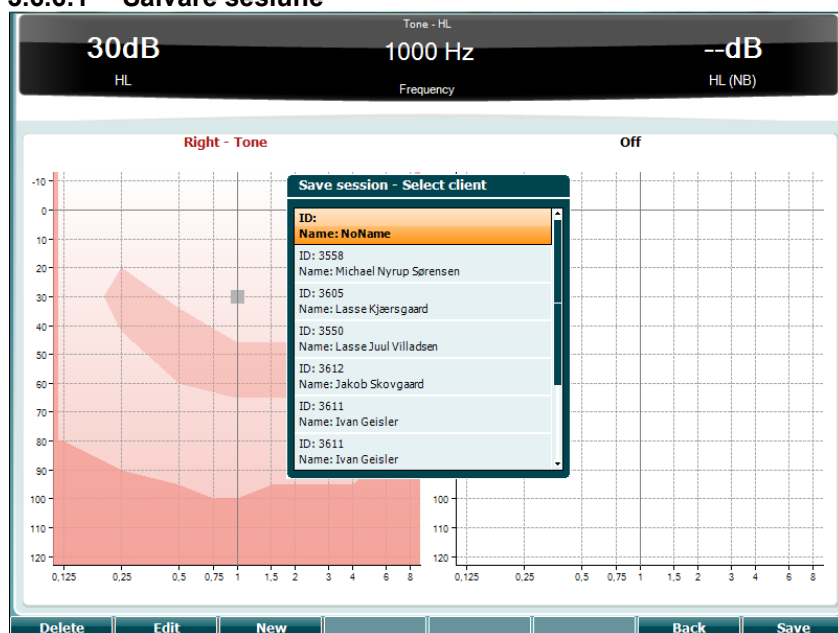 Salvare sesiune
Tone - HL
30dB
1000 Hz
--dB
HL
HL (NB)
Frequency
Right - Tone
Off
Save session - Select client
ID:
Name: NoName
ID: 3558
Name: Michael Nyrup Sørensen
ID: 3605
Name: Lasse Kjærsgaard
ID: 3550
Name: Lasse Juul Villadsen
ID: 3612
Name: Jakob Skovgaard
ID: 3611
Name: Ivan Geisler
ID: 3611
Name: Ivan Geisler
-10
0
10
20
30
40
50
60
70
80
90
100
110
120
0,125 0,25 0,5 0,75 1 1,5 2 3 4 6 8
100
110
120
0,125 0,25 0,5 0,75 1 1,5 2 3 4 6 8
Delete Edit New Back Save